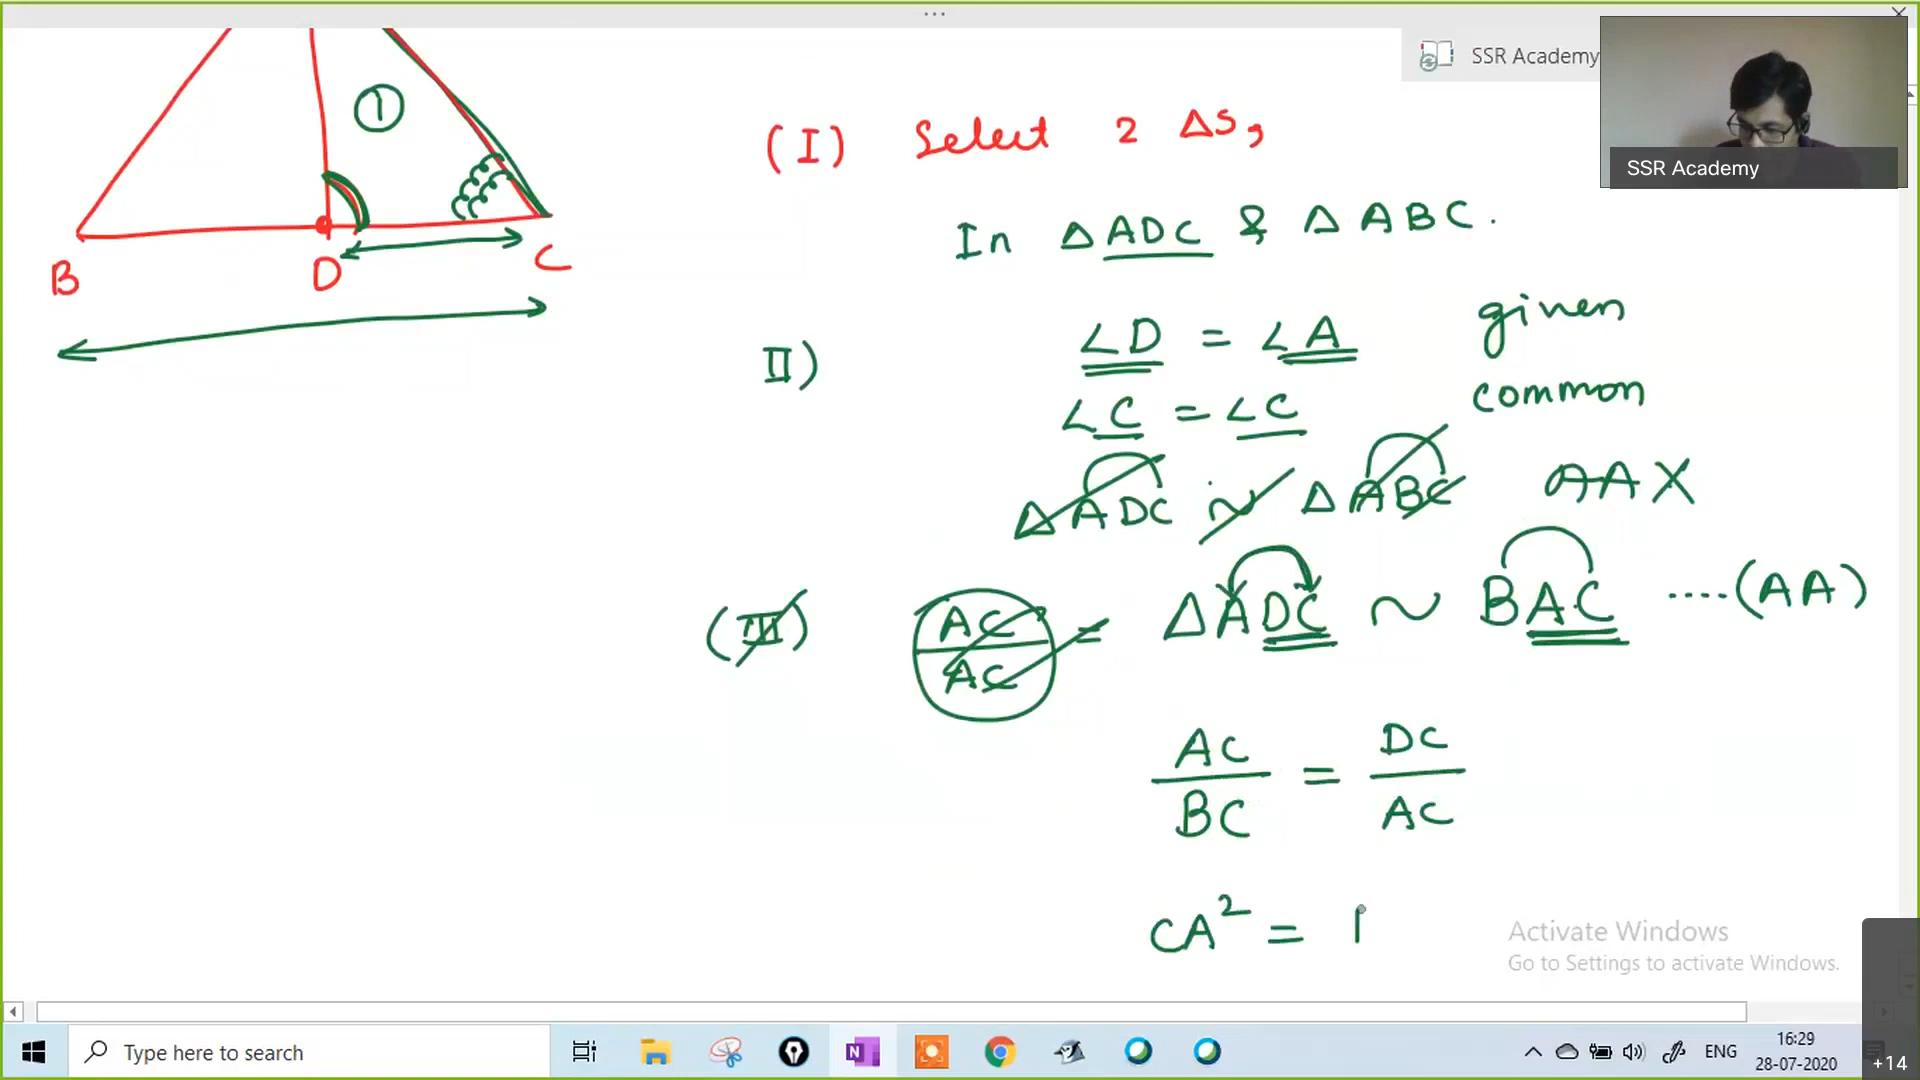 ...
SSR Academy
SSR Academy
1
B D C
(I) Select 2 Δs,
In ΔADC & ΔABC.
II) ∠D = ∠A given
∠C = ∠C common
ΔADC ~ ΔABC AAX
(III) AC/AC = ΔADC ~ BAC ....(AA)
AC/BC = DC/AC
CA² =
Activate Windows
Go to Settings to activate Windows.
Type here to search
N
ENG
16:29
28-07-2020
+14